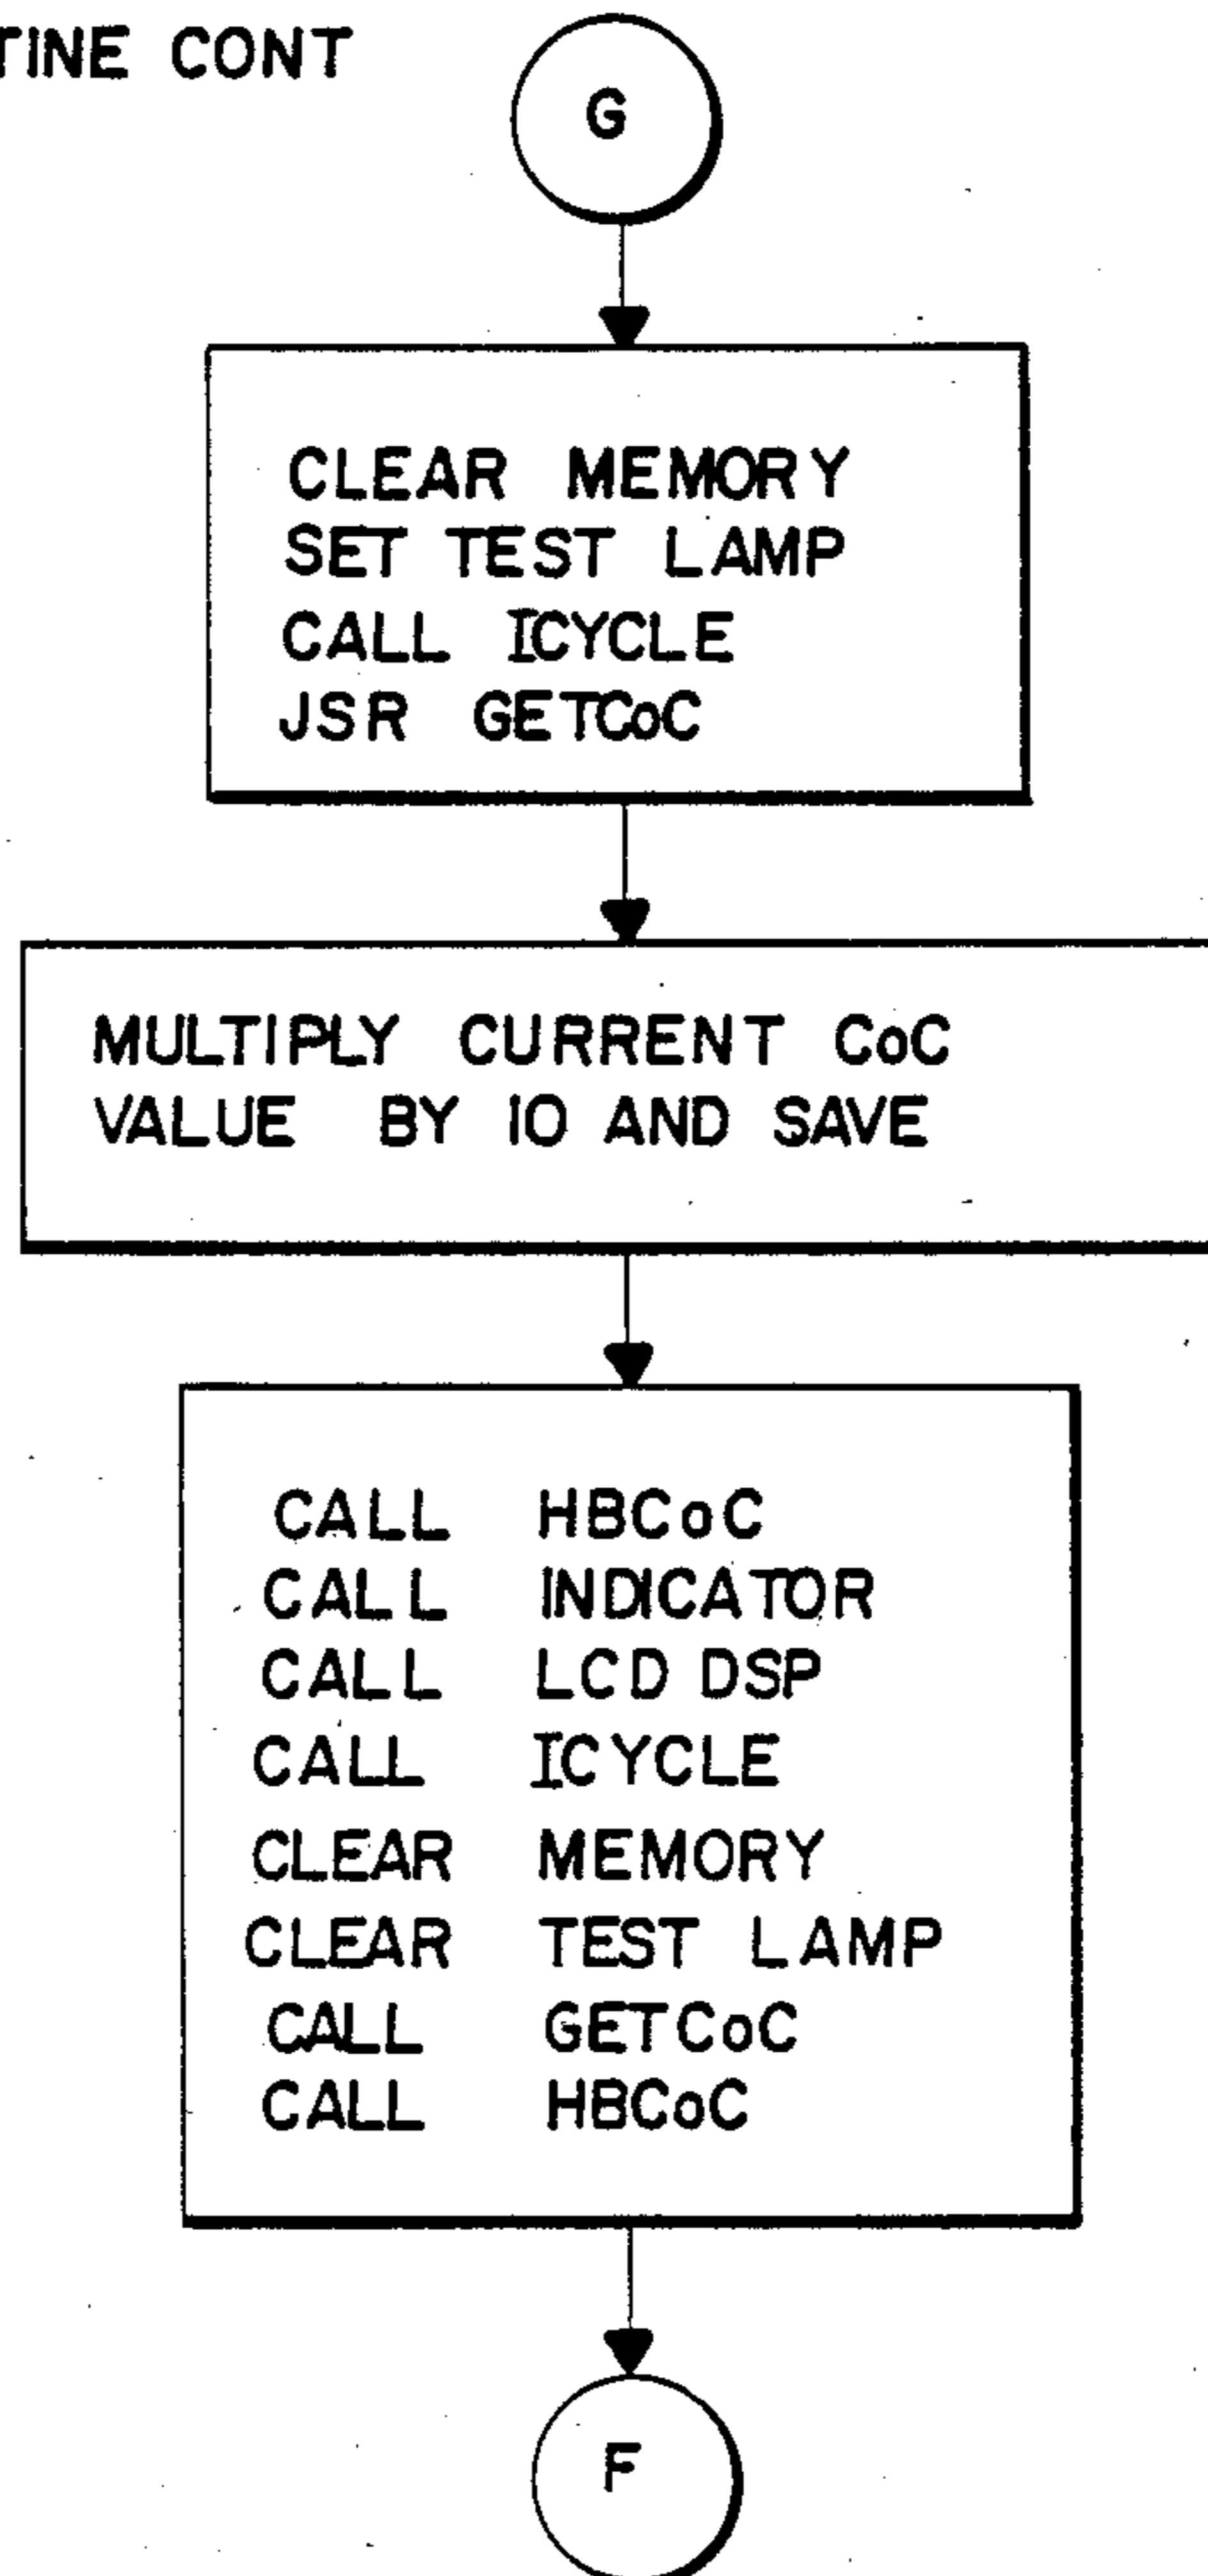 TINE CONT
G
CLEAR MEMORY
SET TEST LAMP
CALL ICYCLE
JSR GETCoC
MULTIPLY CURRENT CoC
VALUE BY 10 AND SAVE
CALL HBCoC
CALL INDICATOR
CALL LCD DSP
CALL ICYCLE
CLEAR MEMORY
CLEAR TEST LAMP
CALL GETCoC
CALL HBCoC
F